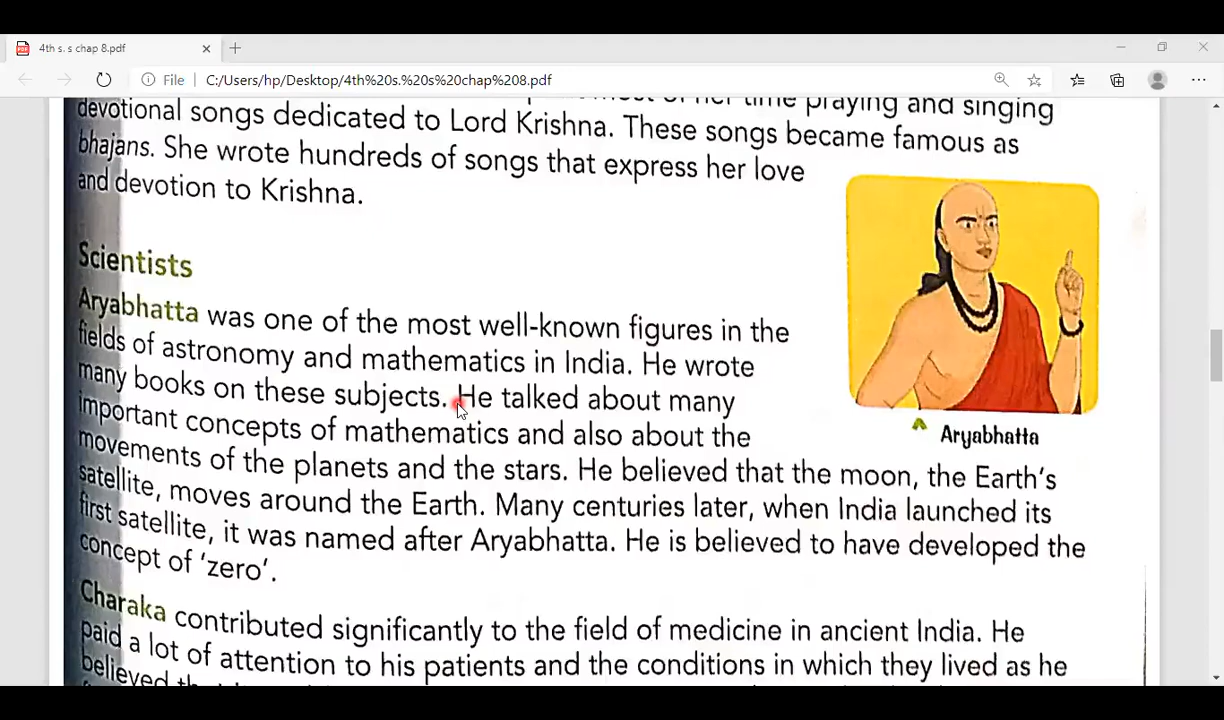 4th s. s chap 8.pdf
File
C:/Users/hp/Desktop/4th%20s.%20s%20chap%208.pdf
of her time praying and singing
devotional songs dedicated to Lord Krishna. These songs became famous as
bhajans. She wrote hundreds of songs that express her love
and devotion to Krishna.
Scientists
Aryabhatta was one of the most well-known figures in the
fields of astronomy and mathematics in India. He wrote
many books on these subjects. He talked about many
important concepts of mathematics and also about the
movements of the planets and the stars. He believed that the moon, the Earth's
satellite, moves around the Earth. Many centuries later, when India launched its
first satellite, it was named after Aryabhatta. He is believed to have developed the
concept of 'zero'.
Aryabhatta
Charaka contributed significantly to the field of medicine in ancient India. He
paid a lot of attention to his patients and the conditions in which they lived as he
believed